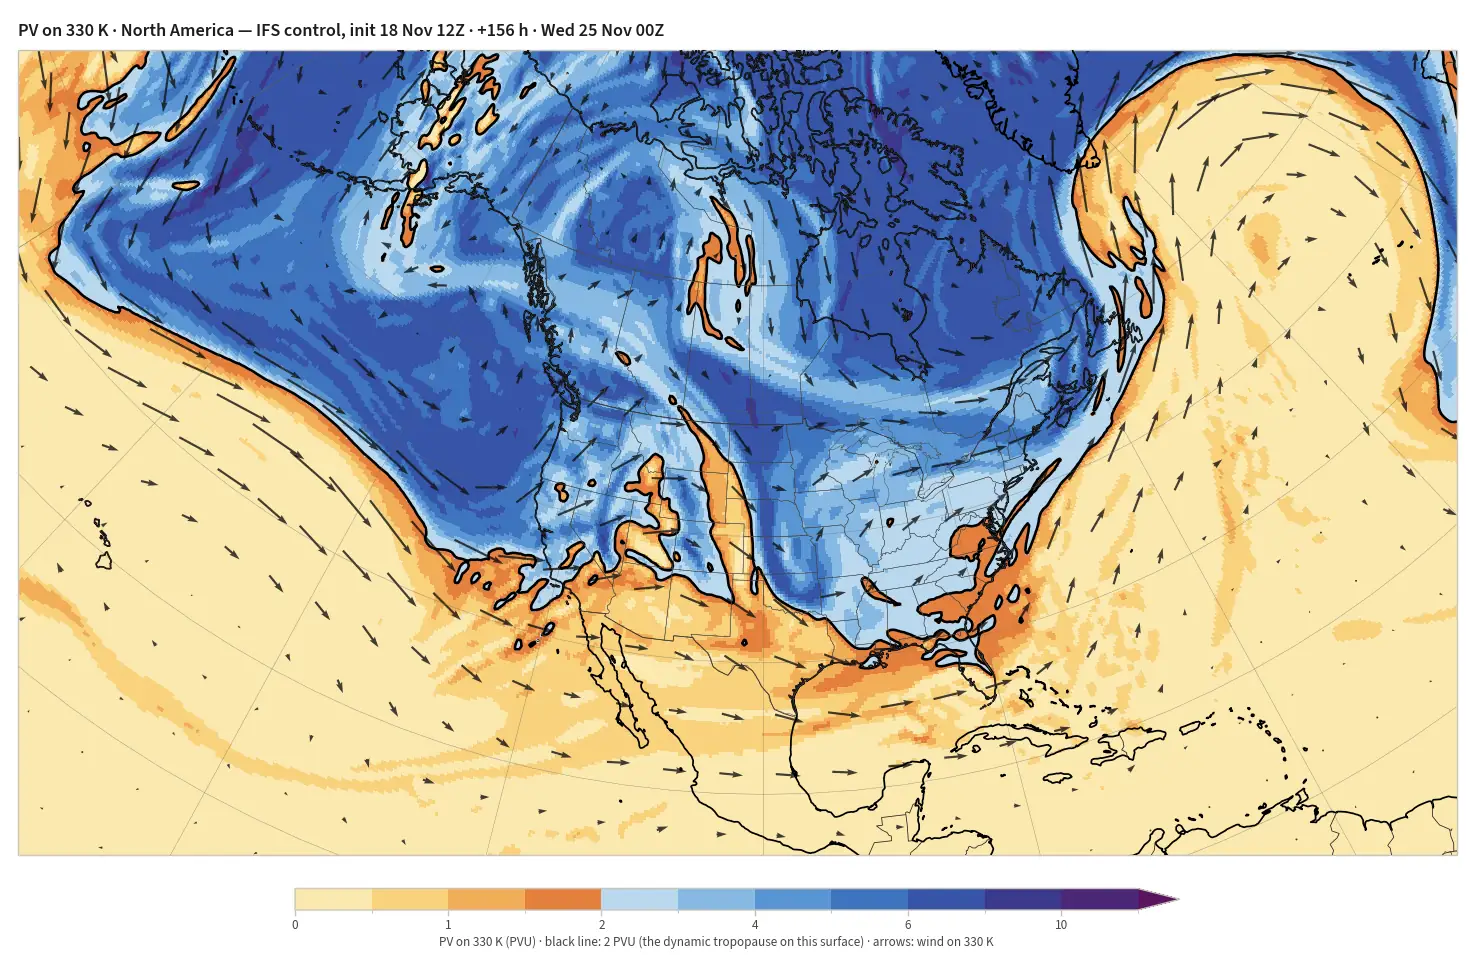 PV on 330 K · North America — IFS control, init 18 Nov 12Z · +156 h · Wed 25 Nov 00Z
0 1 2 4 6 10
PV on 330 K (PVU) · black line: 2 PVU (the dynamic tropopause on this surface) · arrows: wind on 330 K